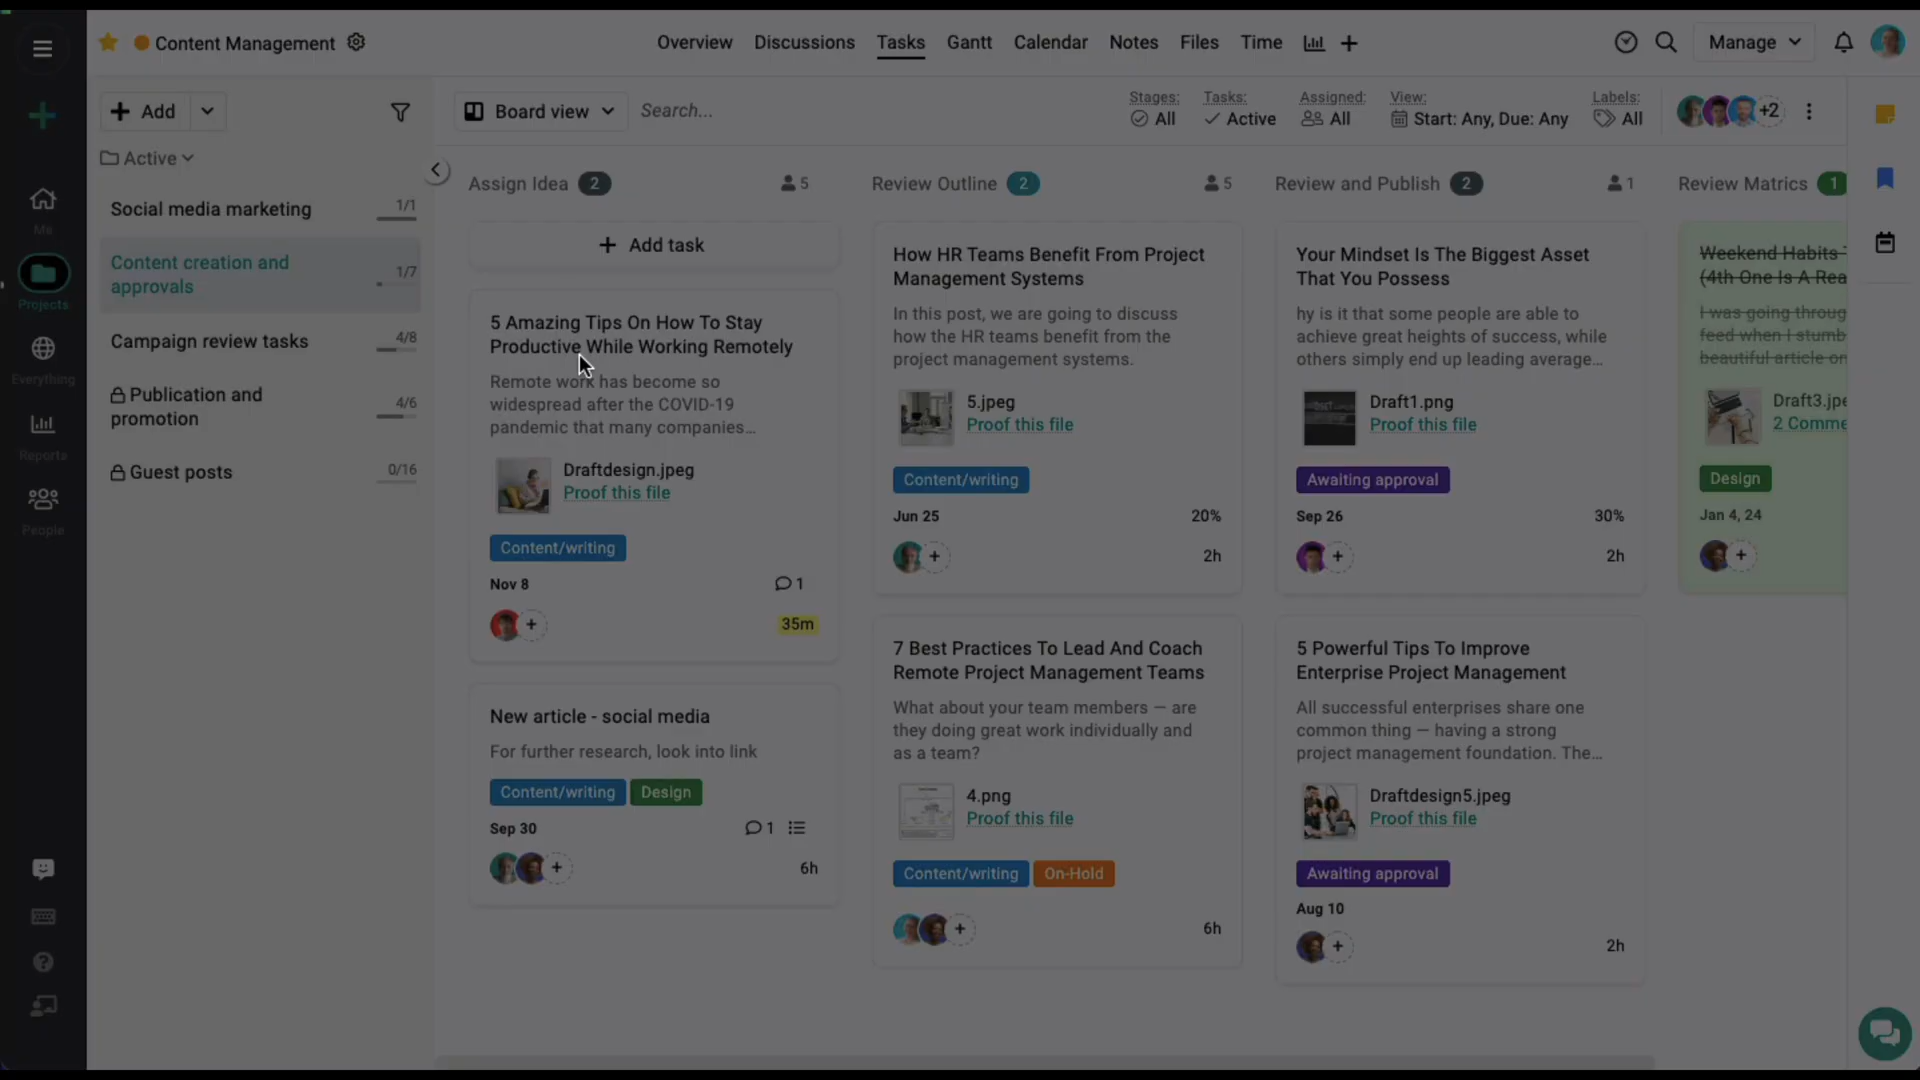 Content Management
Overview
Discussions
Tasks
Gantt
Calendar
Notes
Files
Time
Manage
Me
Projects
Everything
Reports
People
Add
Active
Social media marketing
1/1
Content creation and
approvals
1/7
Campaign review tasks
4/8
Publication and
promotion
4/6
Guest posts
0/16
Board view
Search...
Stages:
All
Tasks:
Active
Assigned:
All
View:
Start: Any, Due: Any
Labels:
All
+2
Assign Idea 2
5
Add task
5 Amazing Tips On How To Stay
Productive While Working Remotely
Remote work has become so
widespread after the COVID-19
pandemic that many companies...
Draftdesign.jpeg
Proof this file
Content/writing
Nov 8
1
35m
New article - social media
For further research, look into link
Content/writing Design
Sep 30
1
6h
Review Outline 2
5
How HR Teams Benefit From Project
Management Systems
In this post, we are going to discuss
how the HR teams benefit from the
project management systems.
5.jpeg
Proof this file
Content/writing
Jun 25
20%
2h
7 Best Practices To Lead And Coach
Remote Project Management Teams
What about your team members — are
they doing great work individually and
as a team?
4.png
Proof this file
Content/writing On-Hold
6h
Review and Publish 2
1
Your Mindset Is The Biggest Asset
That You Possess
hy is it that some people are able to
achieve great heights of success, while
others simply end up leading average...
Draft1.png
Proof this file
Awaiting approval
Sep 26
30%
2h
5 Powerful Tips To Improve
Enterprise Project Management
All successful enterprises share one
common thing — having a strong
project management foundation. The...
Draftdesign5.jpeg
Proof this file
Awaiting approval
Aug 10
2h
Review Matrics 1
Weekend Habits
(4th One Is A Rea
I was going throug
feed when I stumb
beautiful article on
Draft3.jpe
2 Comme
Design
Jan 4, 24